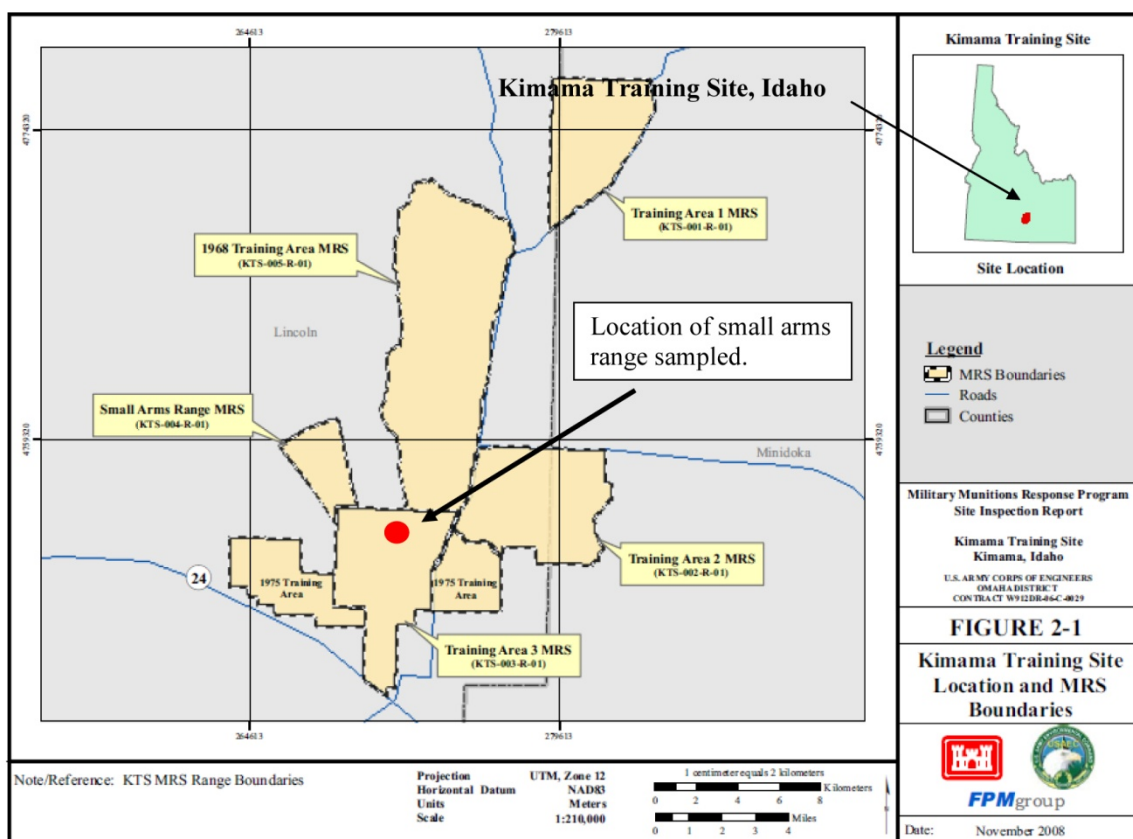 264613
279613
Kimama Training Site, Idaho
4774320
4774320
Training Area 1 MRS
(KTS-001-R-01)
1968 Training Area MRS
(KTS-005-R-01)
Lincoln
Location of small arms
range sampled.
Small Arms Range MRS
(KTS-004-R-01)
4759320
4759320
Minidoka
Training Area 2 MRS
(KTS-002-R-01)
1975 Training
Area
1975 Training
Area
24
Training Area 3 MRS
(KTS-003-R-01)
264613
279613
Kimama Training Site
Site Location
Legend
MRS Boundaries
Roads
Counties
Military Munitions Response Program
Site Inspection Report
Kimama Training Site
Kimama, Idaho
U.S. ARMY CORPS OF ENGINEERS
OMAHA DISTRICT
CONTRACT W912DR-06-C-0029
FIGURE 2-1
Kimama Training Site
Location and MRS
Boundaries
FPMgroup
Date: November 2008
Note/Reference: KTS MRS Range Boundaries
Projection UTM, Zone 12
Horizontal Datum NAD83
Units Meters
Scale 1:210,000
1 centimeter equals 2 kilometers
Kilometers
0 2 4 6 8
Miles
0 1 2 3 4